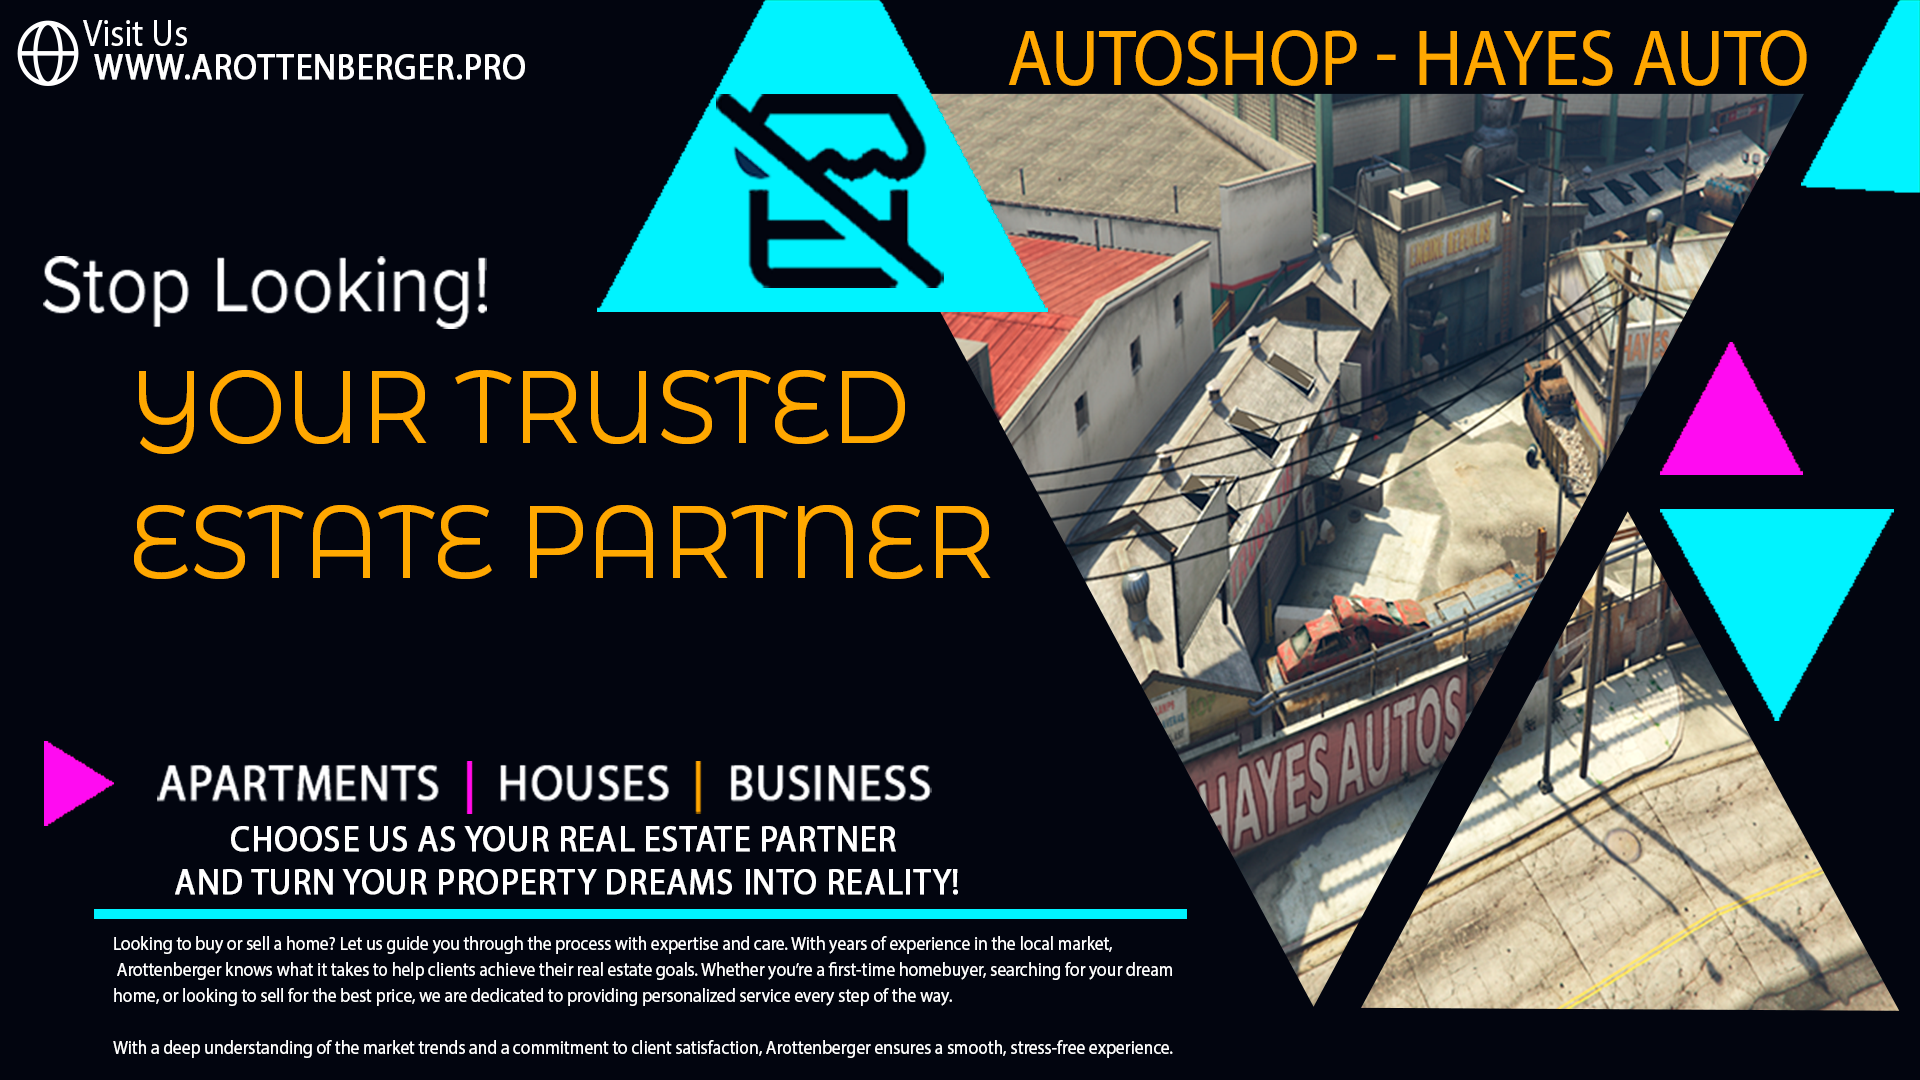 Visit Us
WWW.AROTTENBERGER.PRO
AUTOSHOP - HAYES AUTO
Stop Looking!
YOUR TRUSTED
ESTATE PARTNER
HAYES
HAYES AUTOS
APARTMENTS | HOUSES | BUSINESS
CHOOSE US AS YOUR REAL ESTATE PARTNER
AND TURN YOUR PROPERTY DREAMS INTO REALITY!
Looking to buy or sell a home? Let us guide you through the process with expertise and care. With years of experience in the local market,
Arottenberger knows what it takes to help clients achieve their real estate goals. Whether you're a first-time homebuyer, searching for your dream
home, or looking to sell for the best price, we are dedicated to providing personalized service every step of the way.
With a deep understanding of the market trends and a commitment to client satisfaction, Arottenberger ensures a smooth, stress-free experience.